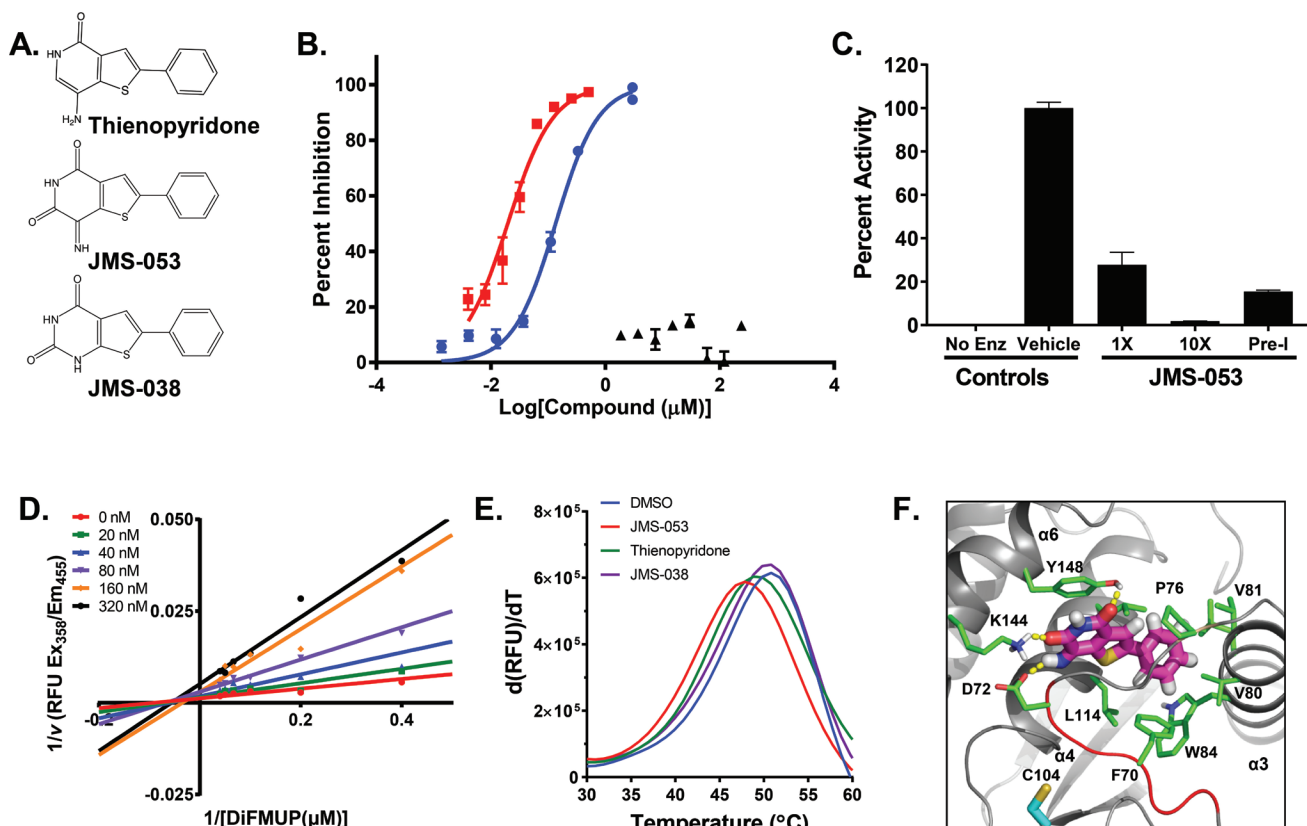 A.
O
HN
S
H₂N
Thienopyridone
O
HN
O
S
NH
JMS-053
O
HN
O
N
H
S
JMS-038
B.
Percent Inhibition
100
80
60
40
20
0
-4 -2 0 2 4
Log[Compound (μM)]
C.
Percent Activity
120
100
80
60
40
20
0
No Enz Vehicle 1X 10X Pre-I
Controls JMS-053
D.
0 nM
20 nM
40 nM
80 nM
160 nM
320 nM
1/v (RFU Ex358/Em455)
0.050
0.025
-0.025
0.2 0.4
1/[DiFMUP(μM)]
E.
DMSO
JMS-053
Thienopyridone
JMS-038
d(RFU)/dT
8×10⁵
6×10⁵
4×10⁵
2×10⁵
0
30 35 40 45 50 55 60
Temperature (°C)
F.
α6
Y148
P76
V81
K144
D72
L114
V80
W84
α4
F70
α3
C104